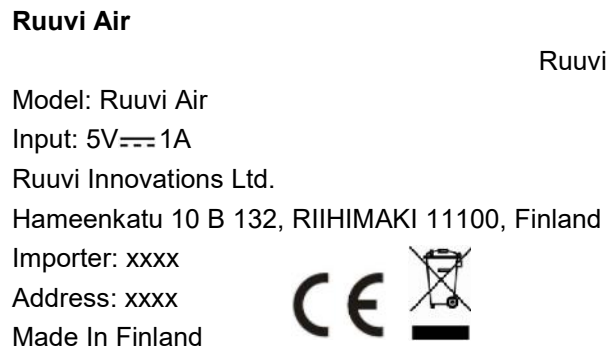 Ruuvi Air
Ruuvi
Model: Ruuvi Air
Input: 5V⎓1A
Ruuvi Innovations Ltd.
Hameenkatu 10 B 132, RIIHIMAKI 11100, Finland
Importer: xxxx
Address: xxxx
Made In Finland
CE